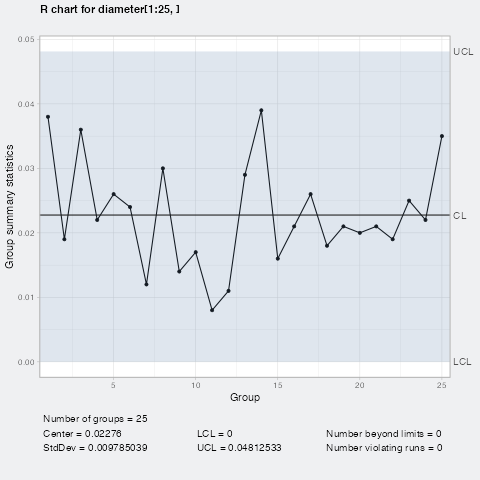 R chart for diameter[1:25, ]
0.05
UCL
0.04
0.03
Group summary statistics
CL
0.02
0.01
0.00
LCL
5 10 15 20 25
Group
Number of groups = 25
Center = 0.02276 LCL = 0 Number beyond limits = 0
StdDev = 0.009785039 UCL = 0.04812533 Number violating runs = 0